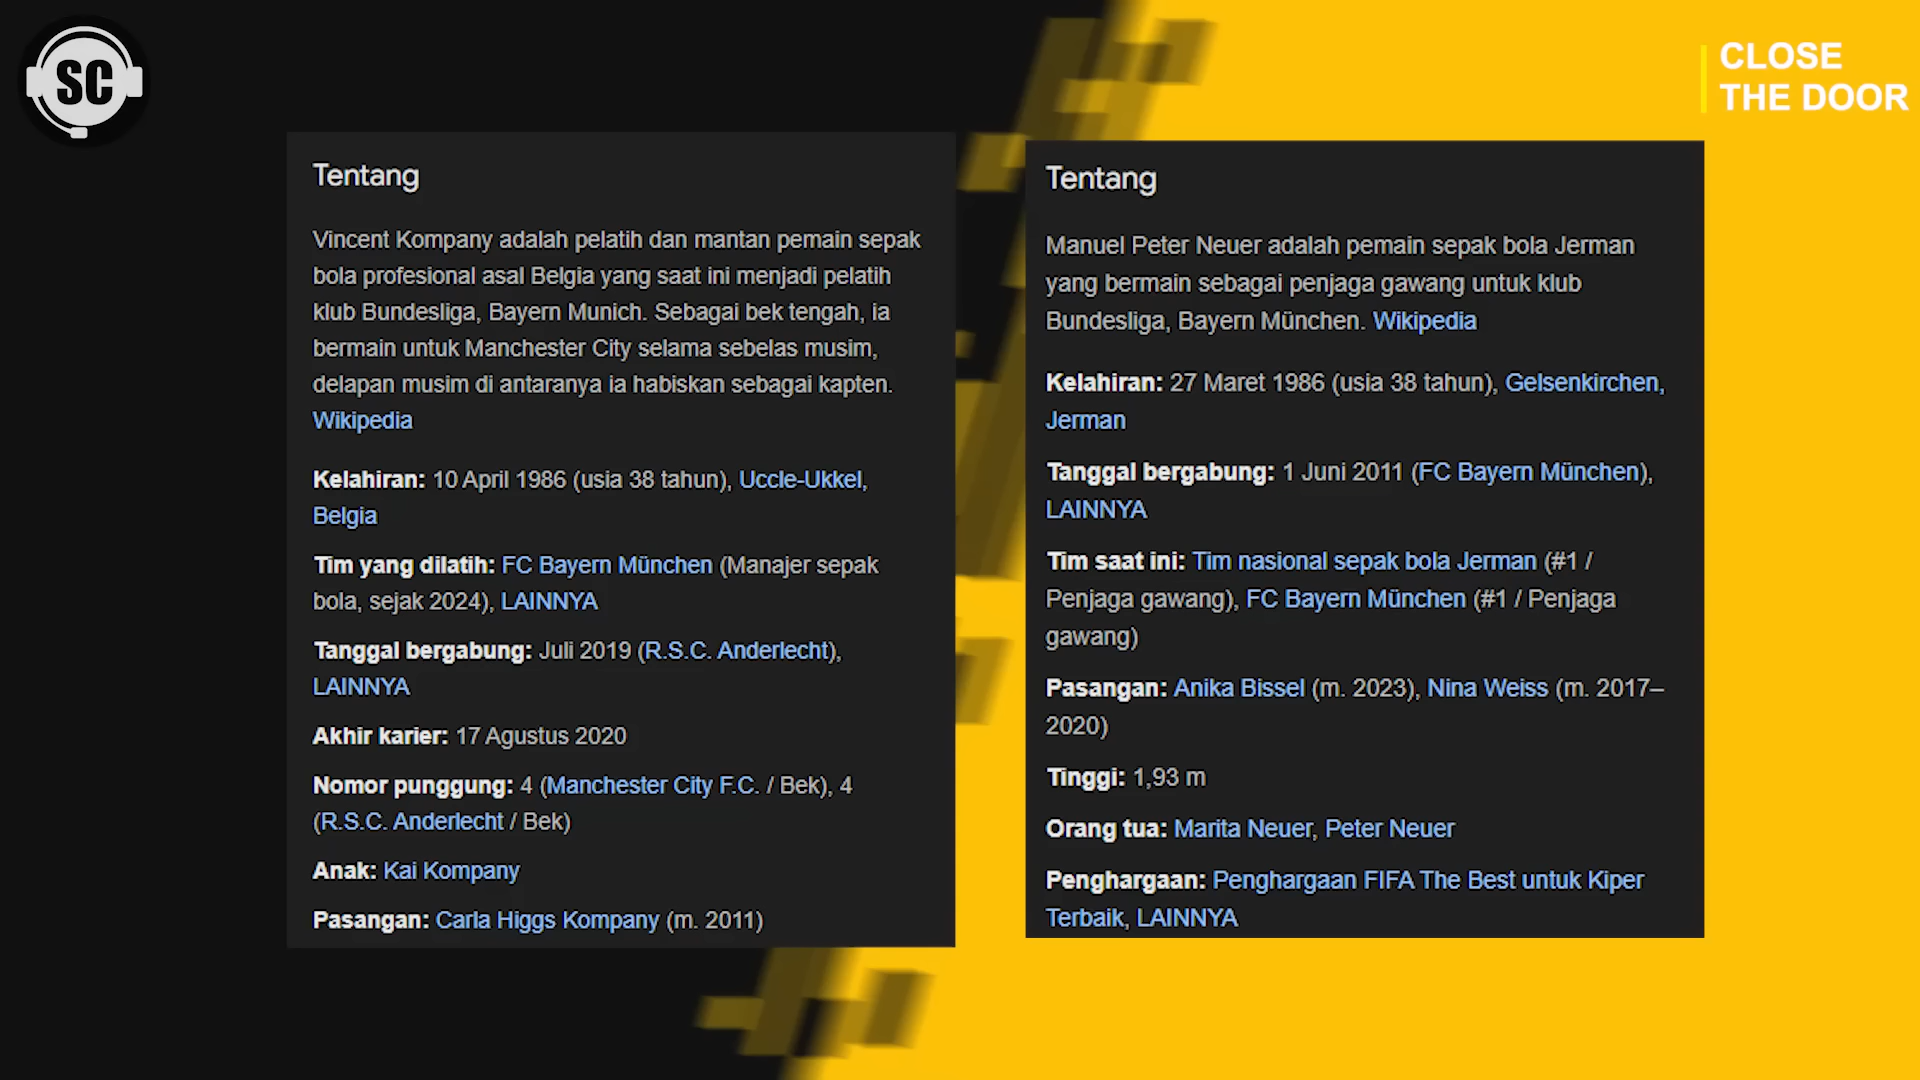 SC
CLOSE
THE DOOR
Tentang
Vincent Kompany adalah pelatih dan mantan pemain sepak
bola profesional asal Belgia yang saat ini menjadi pelatih
klub Bundesliga, Bayern Munich. Sebagai bek tengah, ia
bermain untuk Manchester City selama sebelas musim,
delapan musim di antaranya ia habiskan sebagai kapten.
Wikipedia
Kelahiran: 10 April 1986 (usia 38 tahun), Uccle-Ukkel,
Belgia
Tim yang dilatih: FC Bayern München (Manajer sepak
bola, sejak 2024), LAINNYA
Tanggal bergabung: Juli 2019 (R.S.C. Anderlecht),
LAINNYA
Akhir karier: 17 Agustus 2020
Nomor punggung: 4 (Manchester City F.C. / Bek), 4
(R.S.C. Anderlecht / Bek)
Anak: Kai Kompany
Pasangan: Carla Higgs Kompany (m. 2011)
Tentang
Manuel Peter Neuer adalah pemain sepak bola Jerman
yang bermain sebagai penjaga gawang untuk klub
Bundesliga, Bayern München. Wikipedia
Kelahiran: 27 Maret 1986 (usia 38 tahun), Gelsenkirchen,
Jerman
Tanggal bergabung: 1 Juni 2011 (FC Bayern München),
LAINNYA
Tim saat ini: Tim nasional sepak bola Jerman (#1 /
Penjaga gawang), FC Bayern München (#1 / Penjaga
gawang)
Pasangan: Anika Bissel (m. 2023), Nina Weiss (m. 2017–
2020)
Tinggi: 1,93 m
Orang tua: Marita Neuer, Peter Neuer
Penghargaan: Penghargaan FIFA The Best untuk Kiper
Terbaik, LAINNYA